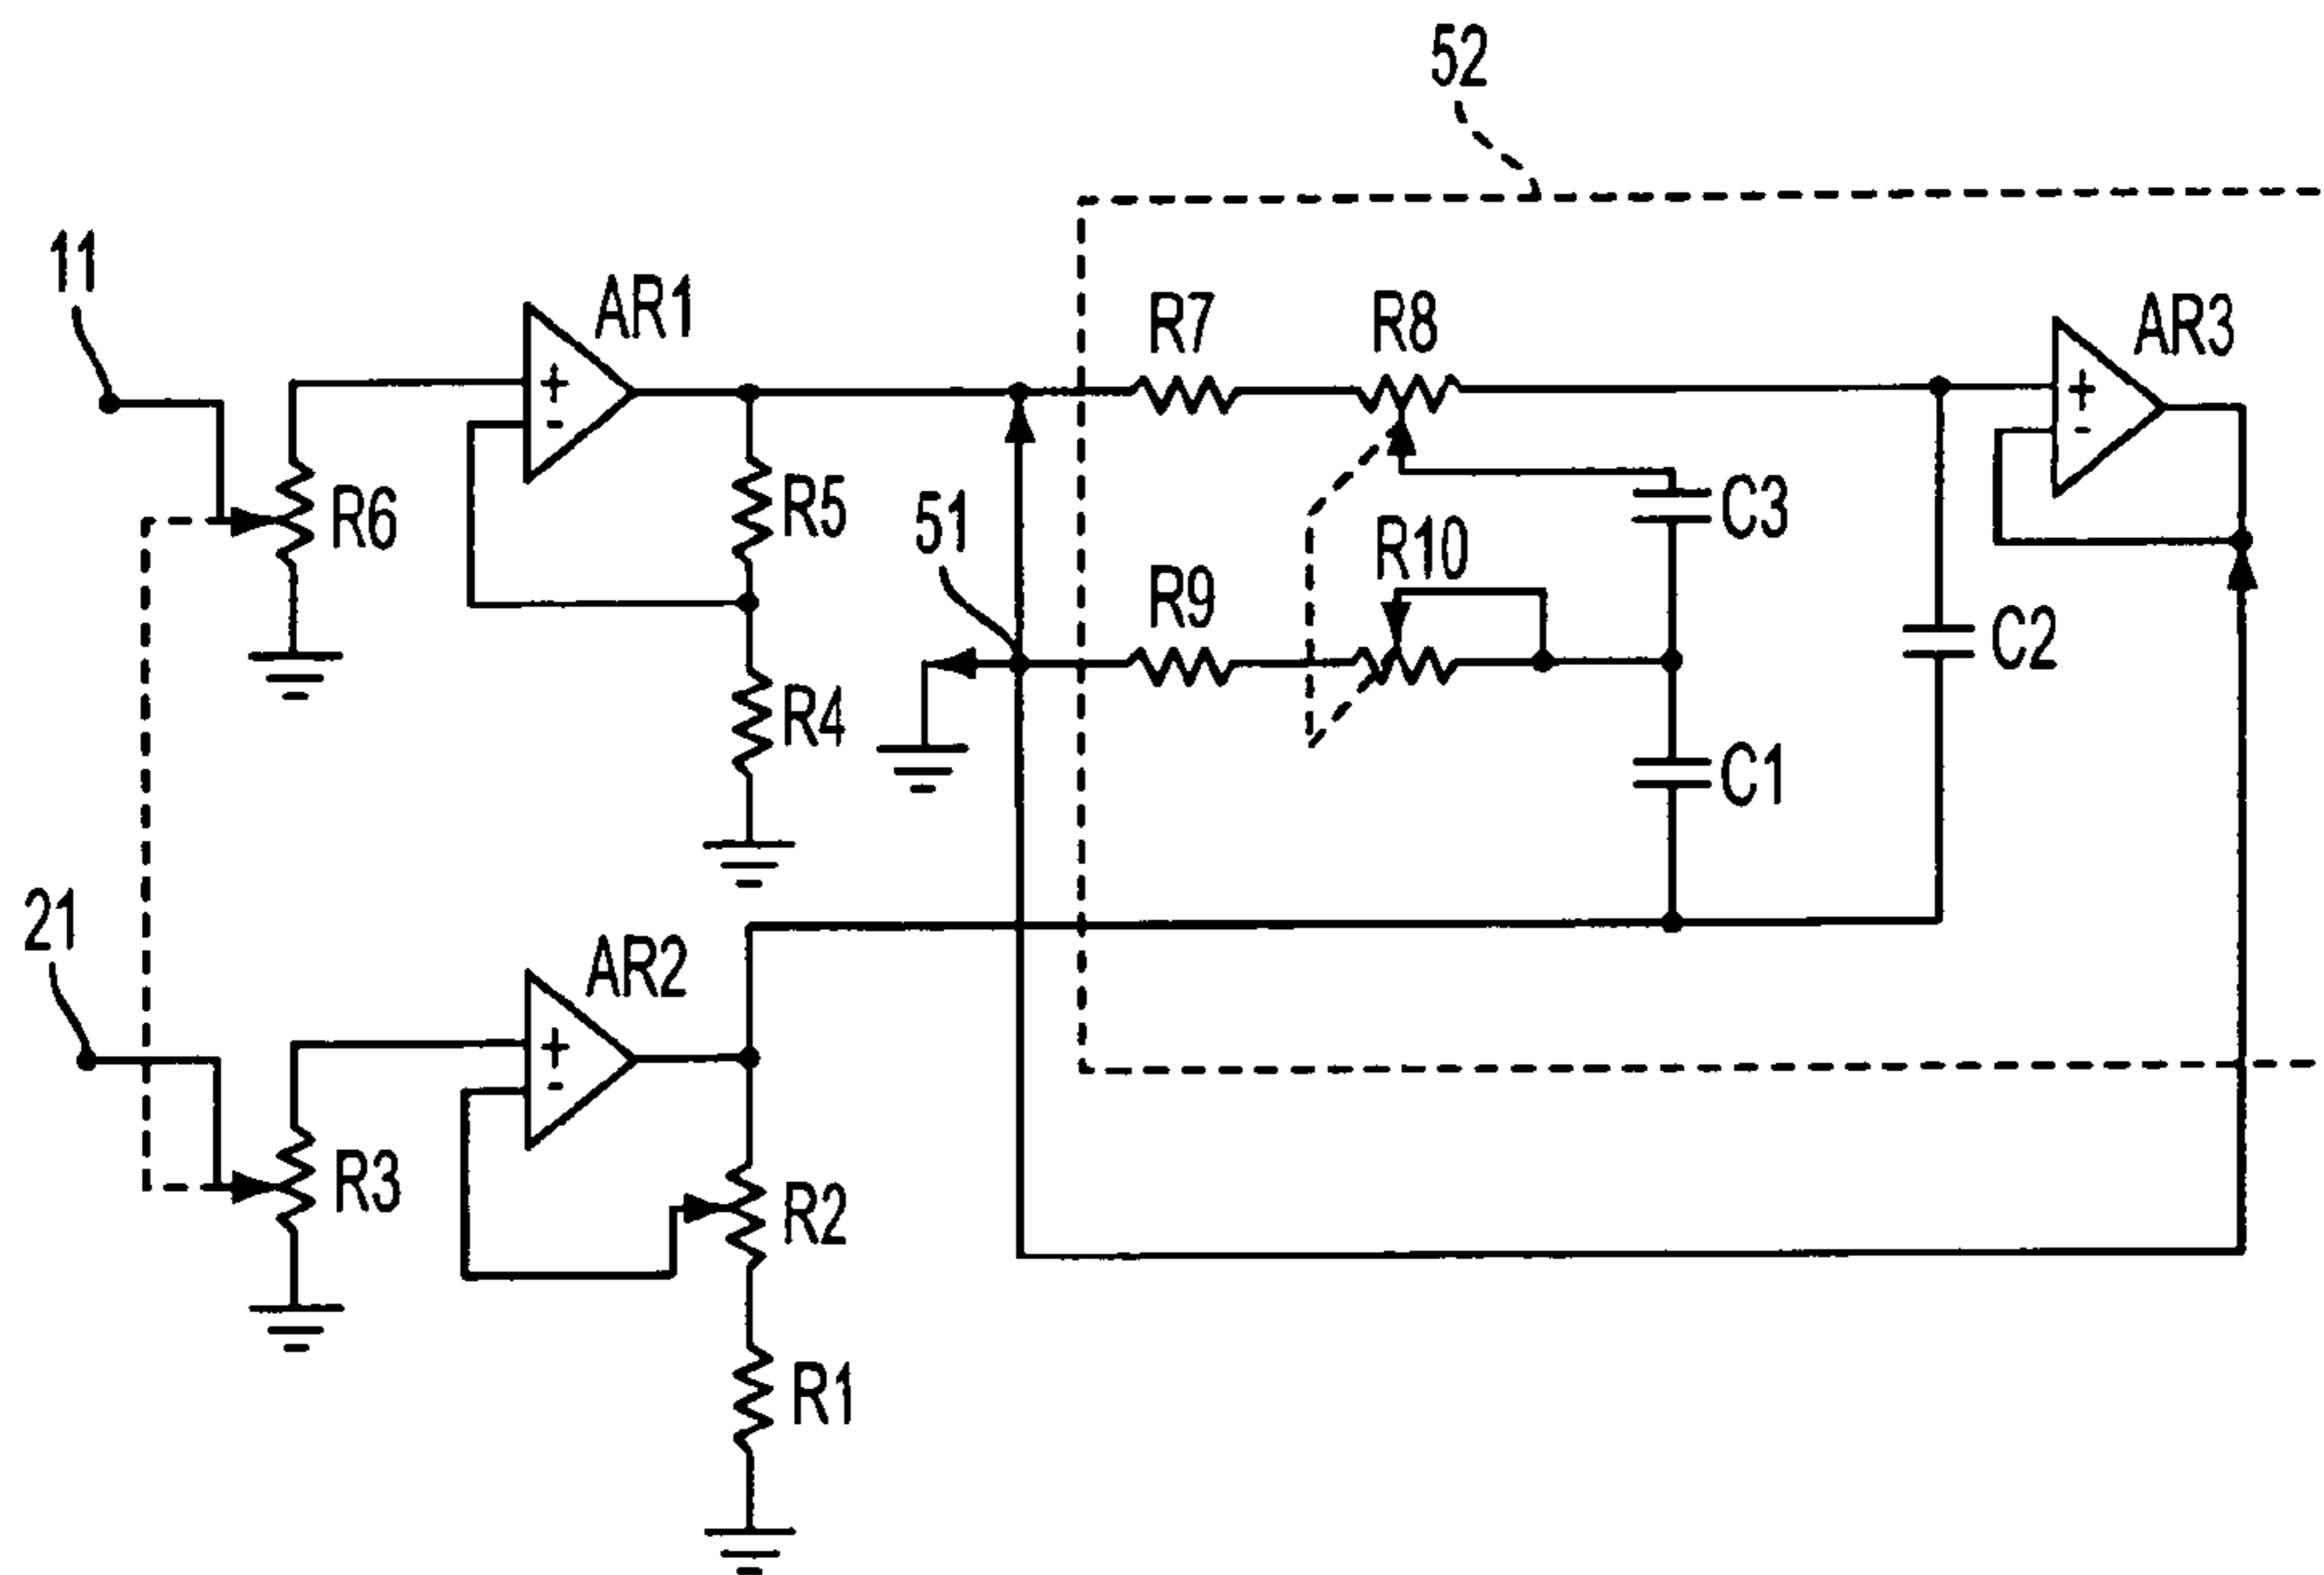 52
11
AR1
R7
R8
AR3
+
-
+
-
R6
R5
51
C3
R10
R9
C2
R4
C1
21
AR2
+
-
R3
R2
R1